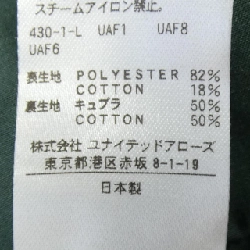 スチームアイロン禁止。
430-1-L UAF1 UAF8
UAF6
表生地 POLYESTER 82%
COTTON 18%
裏生地 キュプラ 50%
COTTON 50%
株式会社 ユナイテッドアローズ
東京都港区赤坂 8-1-19
日本製